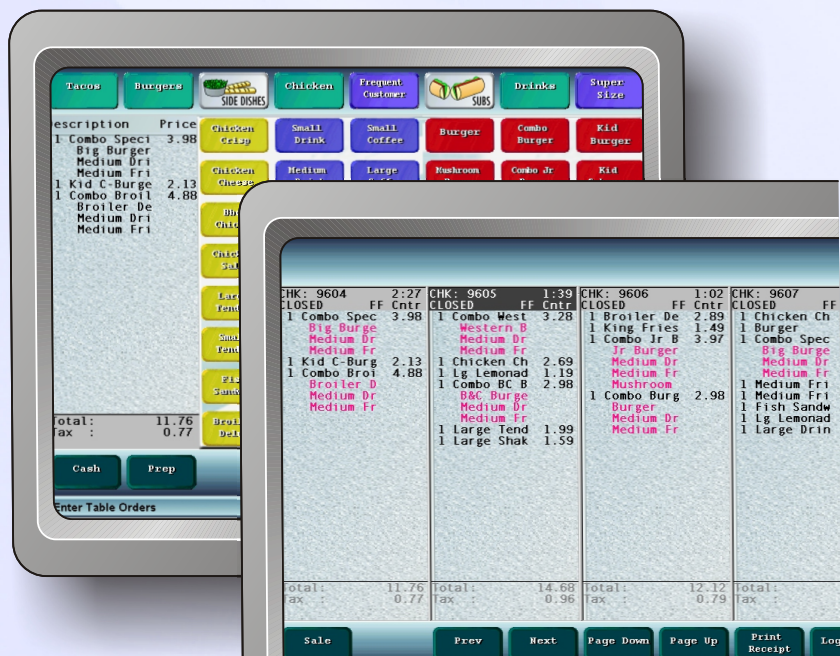 Tacos
Burgers
SIDE DISHES
Chicken
Frequent
Customer
SUBS
Drinks
Super
Size
escription Price
1 Combo Speci 3.98
Big Burger
Medium Dri
Medium Fri
1 Kid C-Burge 2.13
1 Combo Broil 4.88
Broiler De
Medium Dri
Medium Fri
Total: 11.76
Tax : 0.77
Chicken
Crisp
Small
Drink
Small
Coffee
Burger
Combo
Burger
Kid
Burger
Chicken
Cheese
Medium
Large
Mushroom
Combo Jr
Kid
Cash
Prep
Enter Table Orders
CHK: 9604 2:27
CLOSED FF Cntr
1 Combo Spec 3.98
Big Burge
Medium Dr
Medium Fr
1 Kid C-Burg 2.13
1 Combo Broi 4.88
Broiler D
Medium Dr
Medium Fr
Total: 11.76
Tax : 0.77
CHK: 9605 1:39
CLOSED FF Cntr
1 Combo West 3.28
Western B
Medium Dr
Medium Fr
1 Chicken Ch 2.69
1 Lg Lemonad 1.19
1 Combo BC B 2.98
B&C Burge
Medium Dr
Medium Fr
1 Large Tend 1.99
1 Large Shak 1.59
Total: 14.68
Tax : 0.96
CHK: 9606 1:02
CLOSED FF Cntr
1 Broiler De 2.89
1 King Fries 1.49
1 Combo Jr B 3.97
Jr Burger
Medium Dr
Medium Fr
Mushroom
1 Combo Burg 2.98
Burger
Medium Dr
Medium Fr
Total: 12.12
Tax : 0.79
CHK: 9607
CLOSED FF
1 Chicken Ch
1 Burger
1 Combo Spec
Big Burge
Medium Dr
Medium Fr
1 Medium Fri
1 Medium Fri
1 Fish Sandw
1 Lg Lemonad
1 Large Drin
Total:
Tax :
Sale
Prev
Next
Page Down
Page Up
Print
Receipt
Log